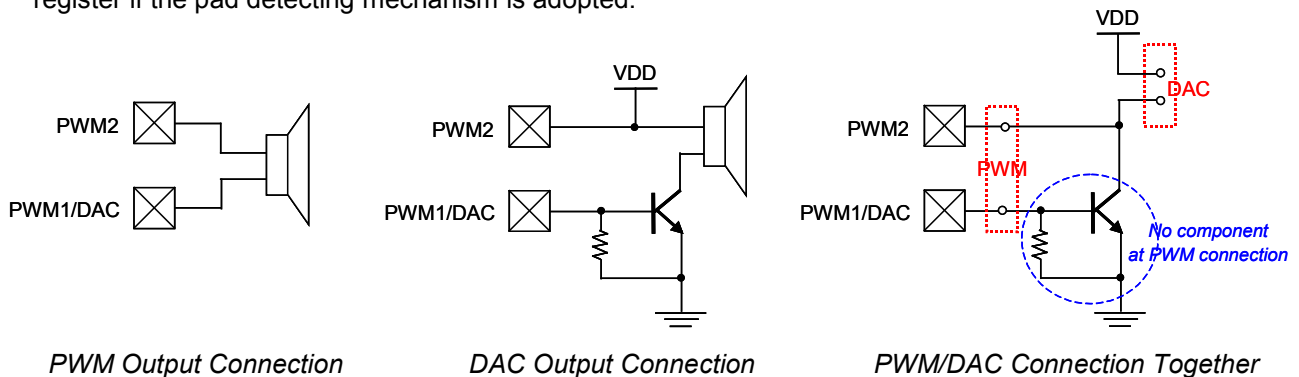 register if the pad detecting mechanism is adopted.
PWM2
PWM1/DAC
PWM Output Connection
VDD
PWM2
PWM1/DAC
DAC Output Connection
VDD
DAC
PWM2
PWM
PWM1/DAC
No component
at PWM connection
PWM/DAC Connection Together